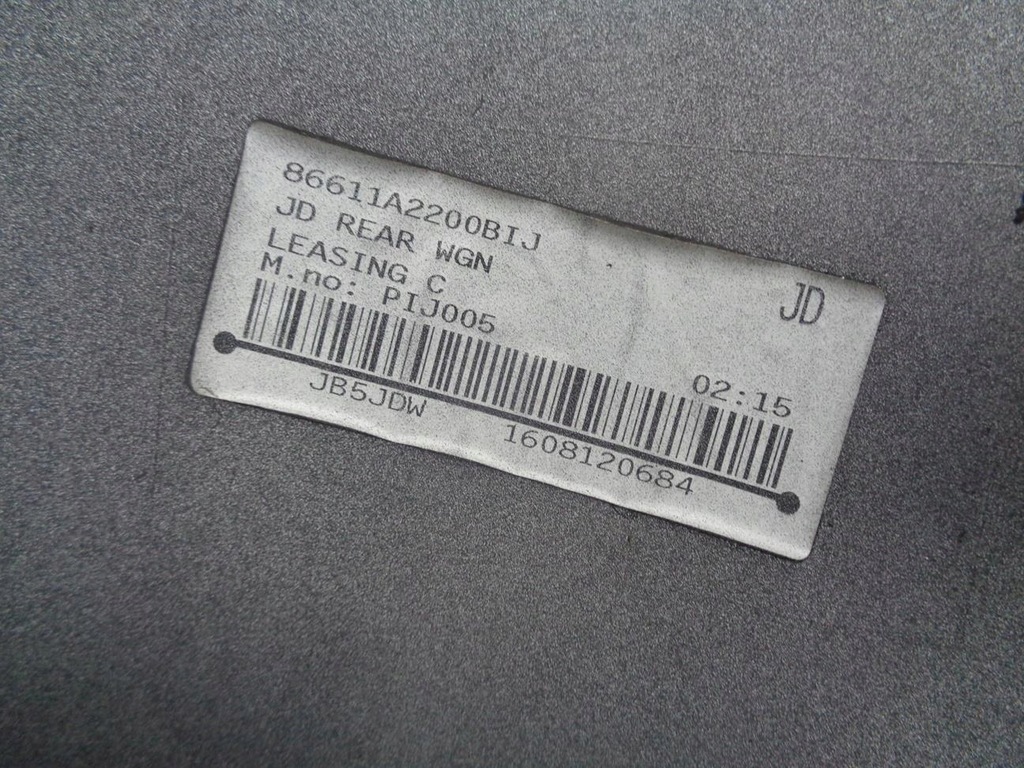 86611A2200BIJ
JD REAR WGN
LEASING C
M.no: PIJ005
JD
02:15
JB5JDW
1608120684